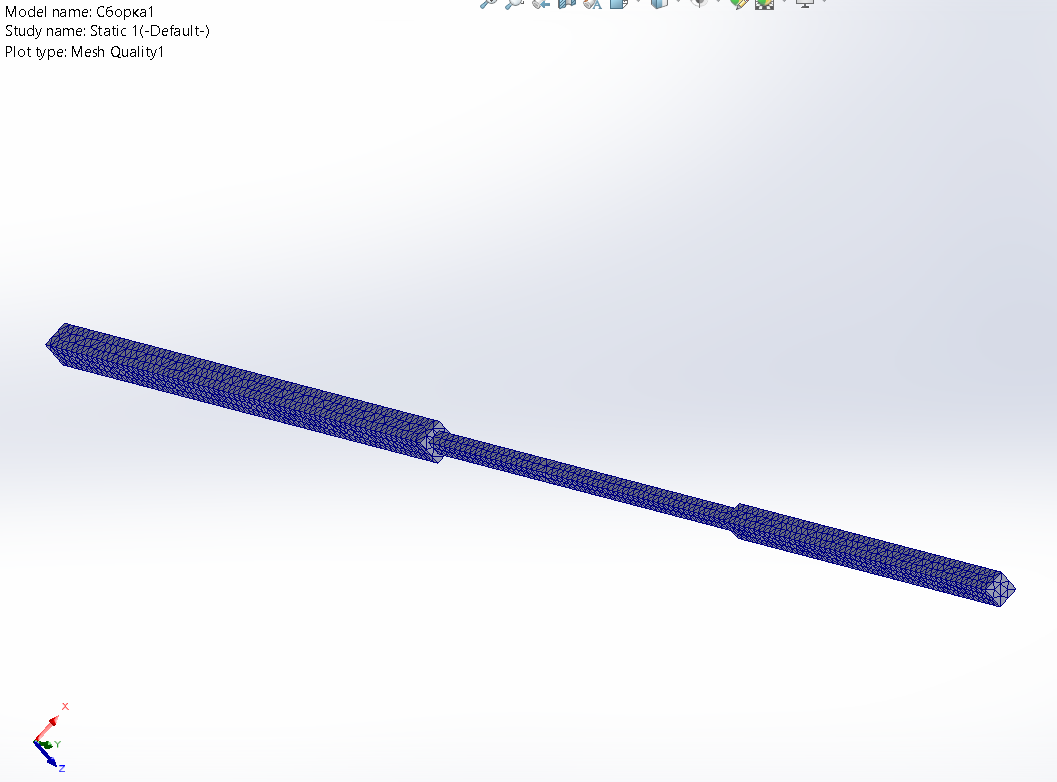 Model name: Сборка1
Study name: Static 1(-Default-)
Plot type: Mesh Quality1
X
Y
Z